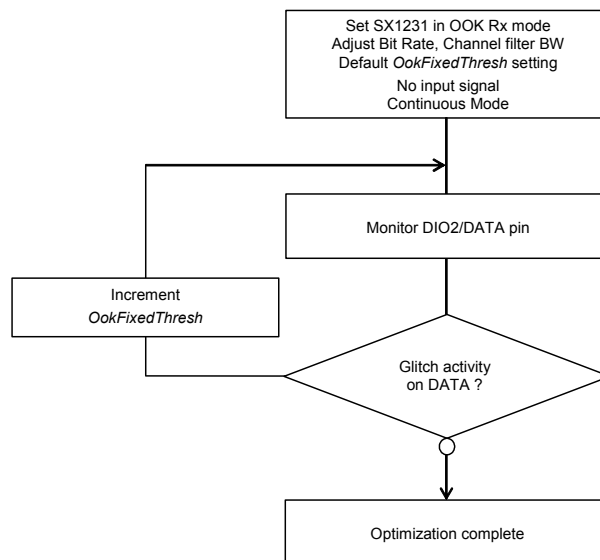 Set SX1231 in OOK Rx mode
Adjust Bit Rate, Channel filter BW
Default OokFixedThresh setting
No input signal
Continuous Mode
Monitor DIO2/DATA pin
Increment
OokFixedThresh
Glitch activity
on DATA ?
Optimization complete